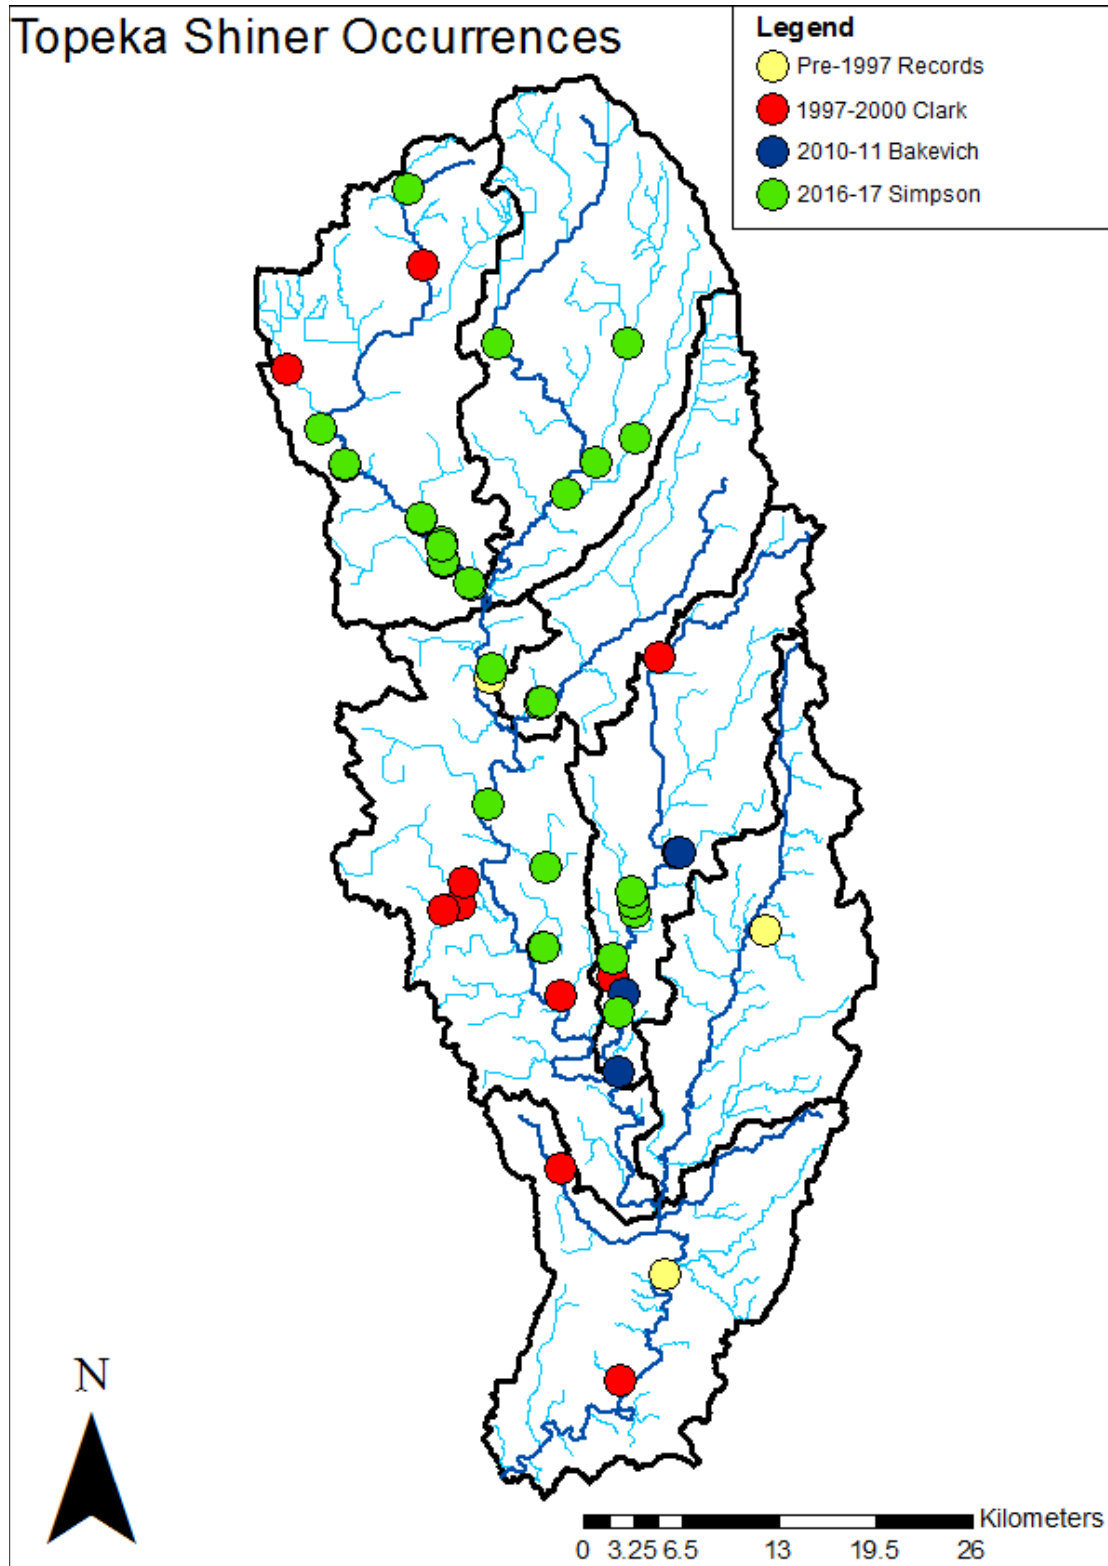 Topeka Shiner Occurrences
Legend
Pre-1997 Records
1997-2000 Clark
2010-11 Bakevich
2016-17 Simpson
N
Kilometers
0 3.25 6.5 13 19.5 26